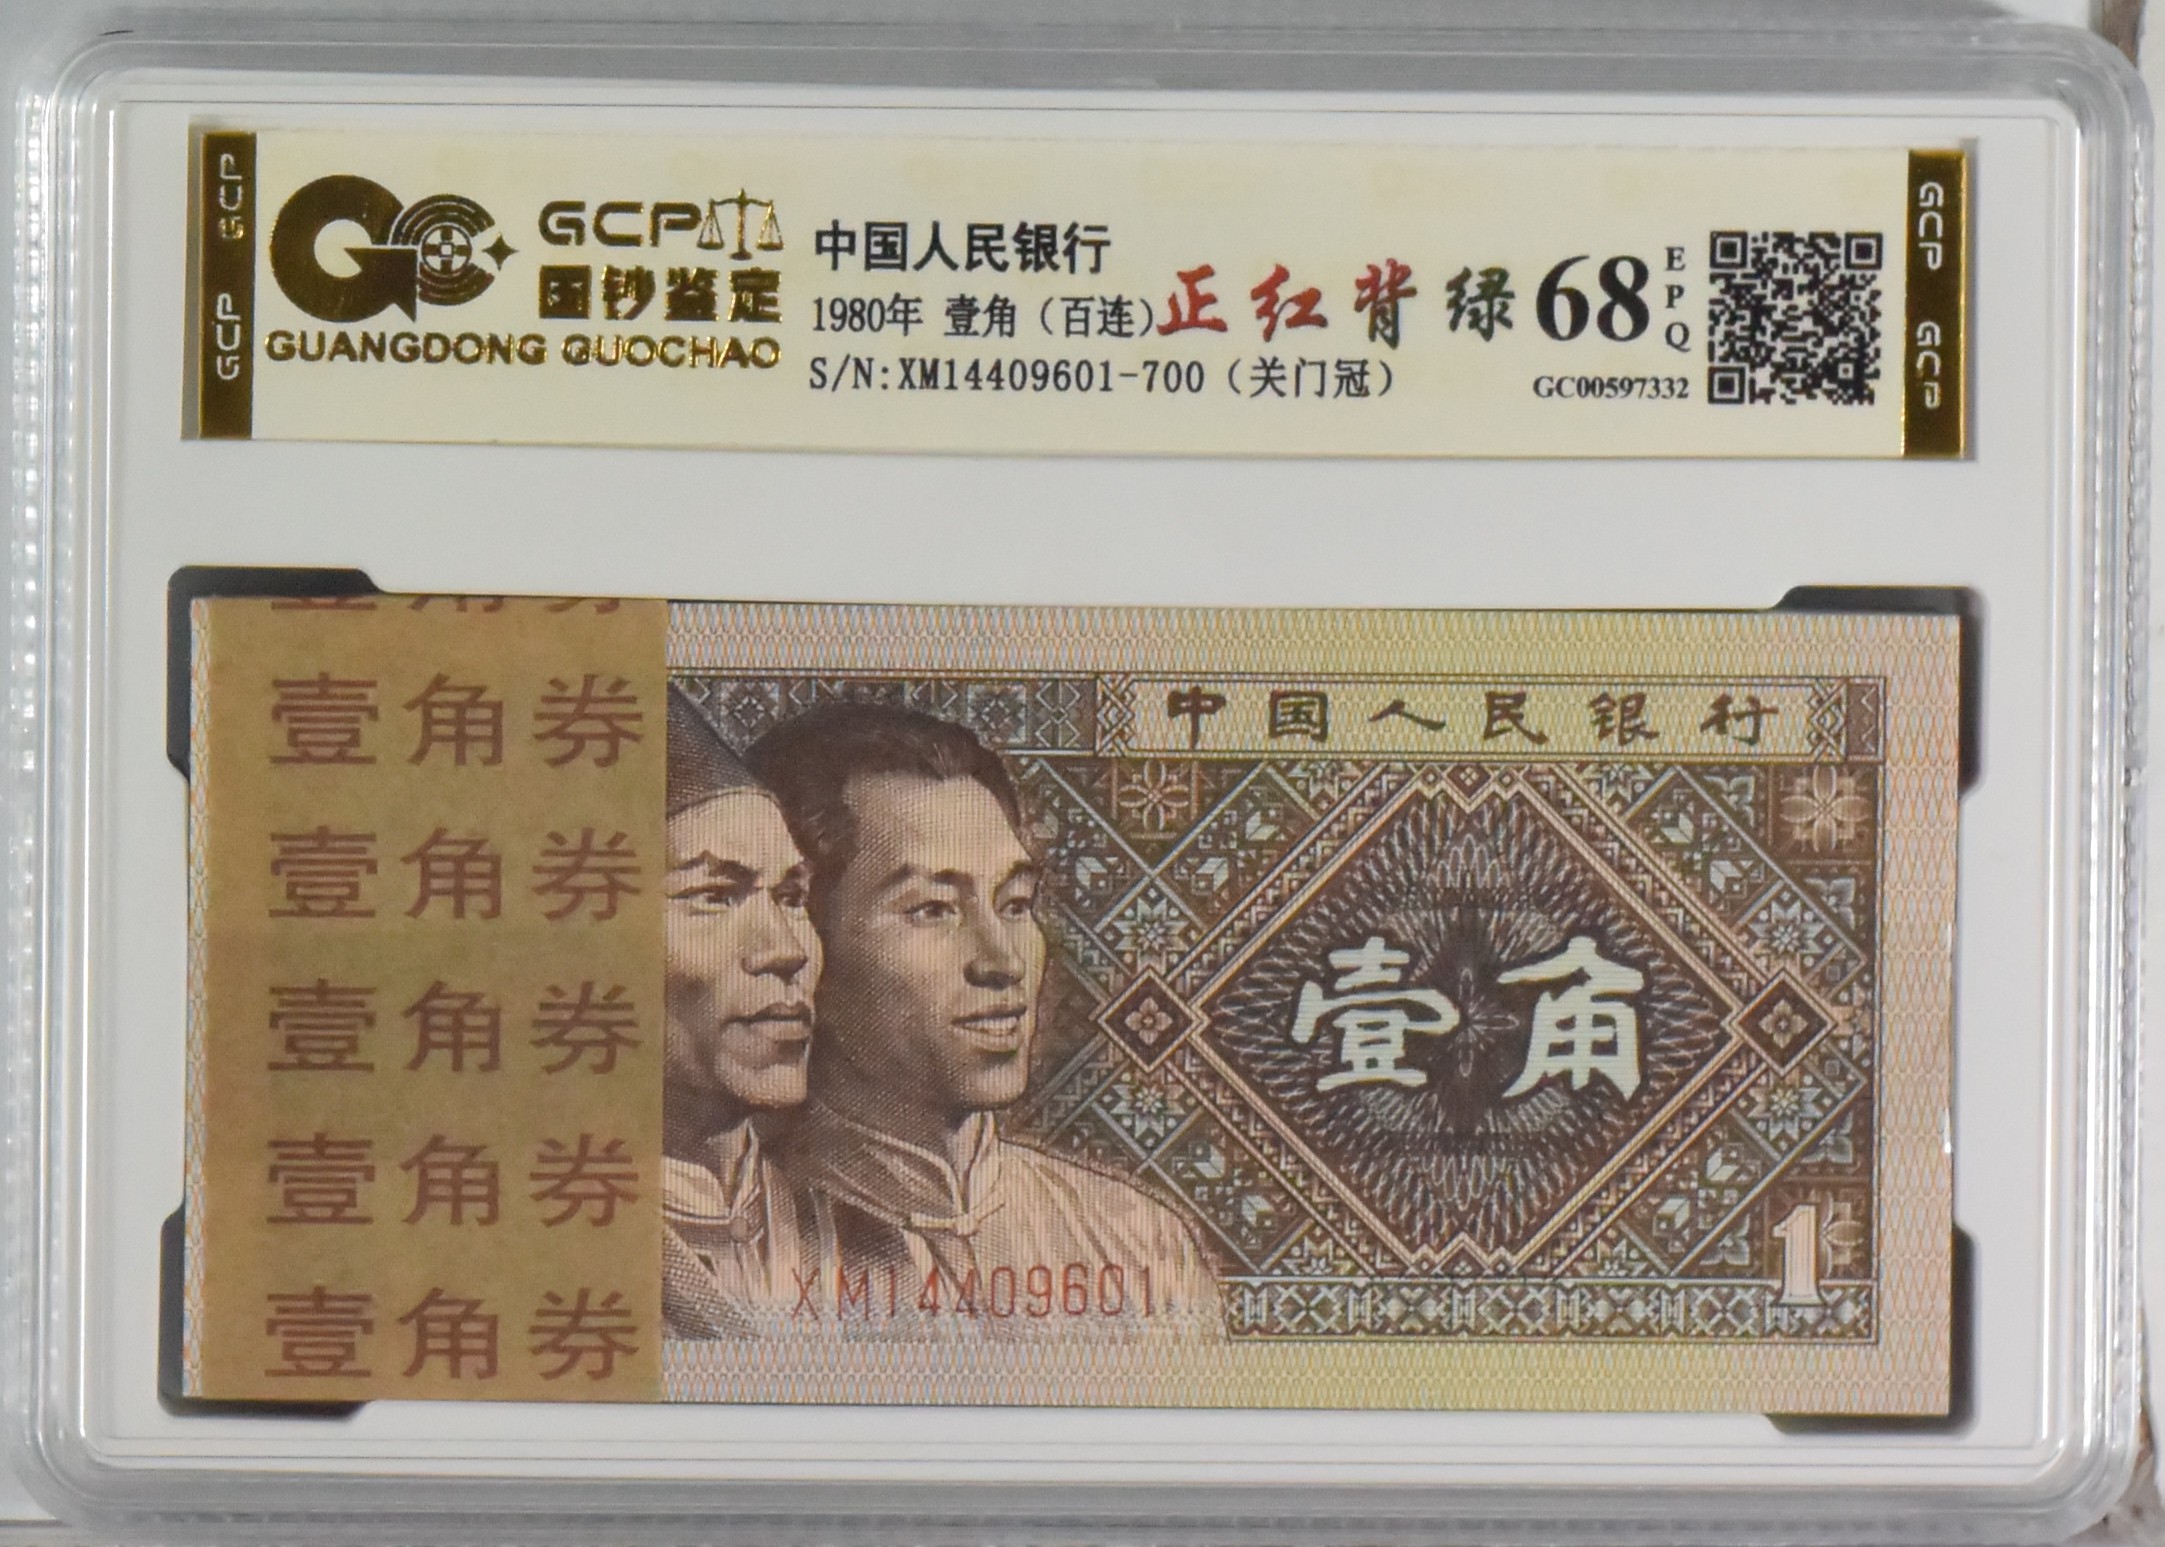 GCP GCP
GCP
国钞鉴定
GUANGDONG GUOCHAO
中国人民银行
1980年 壹角（百连）正红背绿
S/N:XM14409601-700（关门冠）
68
EPQ
GC00597332
GCP GCP
壹角券
壹角券
壹角券
壹角券
壹角券
壹角券
中国人民银行
壹角
XM14409601
1